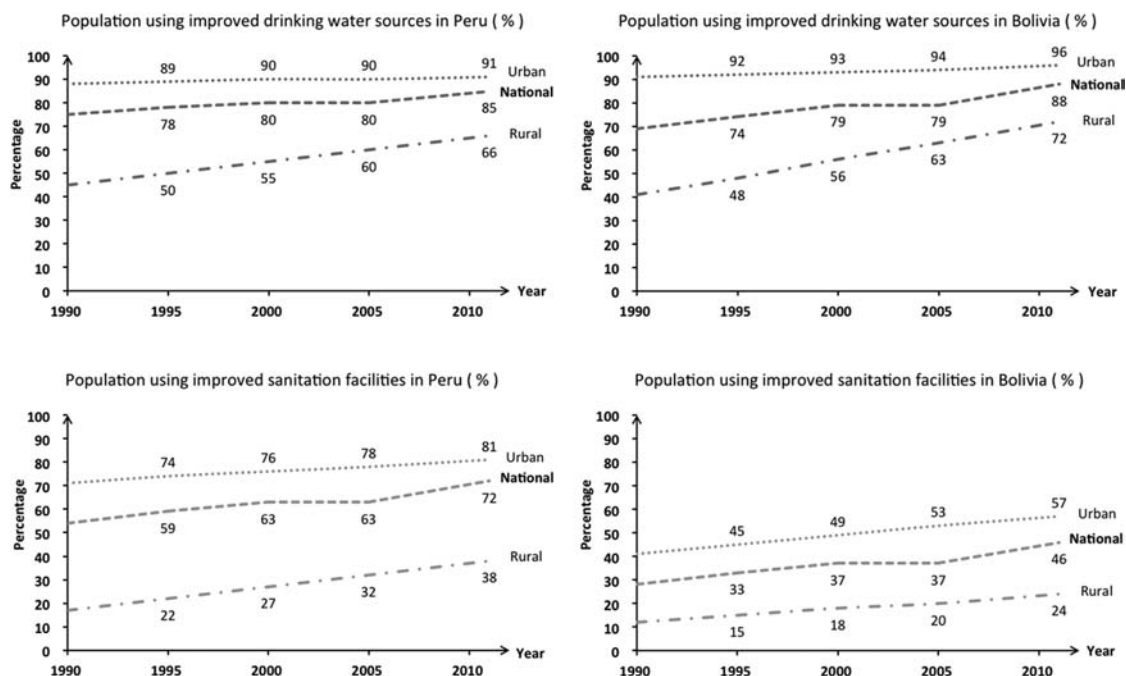 Population using improved drinking water sources in Peru ( % )
100
90
80
70
60
50
40
30
20
10
0
Percentage
89 90 90 91
Urban
National
78 80 80 85
Rural
50 55 60 66
Year
1990 1995 2000 2005 2010
Population using improved drinking water sources in Bolivia ( % )
100
90
80
70
60
50
40
30
20
10
0
Percentage
92 93 94 96
Urban
National
74 79 79 88
Rural
48 56 63 72
Year
1990 1995 2000 2005 2010
Population using improved sanitation facilities in Peru ( % )
100
90
80
70
60
50
40
30
20
10
0
Percentage
74 76 78 81
Urban
National
59 63 63 72
Rural
22 27 32 38
Year
1990 1995 2000 2005 2010
Population using improved sanitation facilities in Bolivia ( % )
100
90
80
70
60
50
40
30
20
10
0
Percentage
45 49 53 57
Urban
National
33 37 37 46
Rural
15 18 20 24
Year
1990 1995 2000 2005 2010